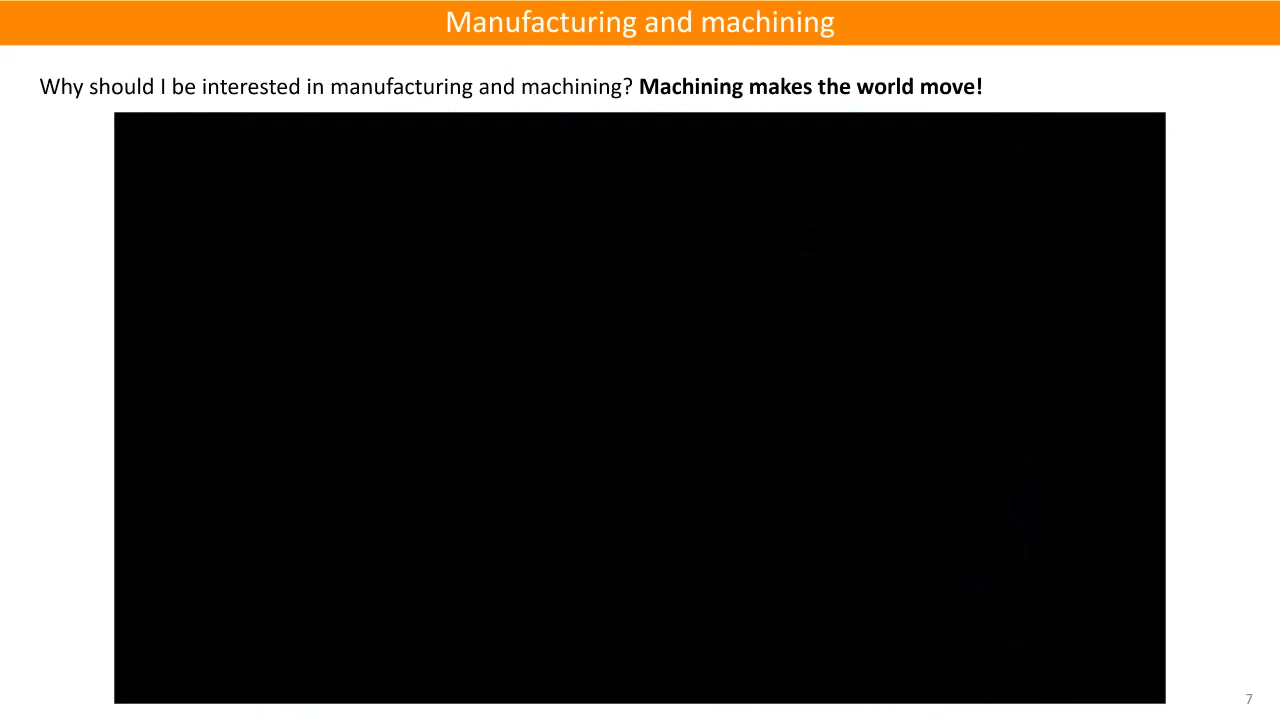 Manufacturing and machining
Why should I be interested in manufacturing and machining? Machining makes the world move!
7